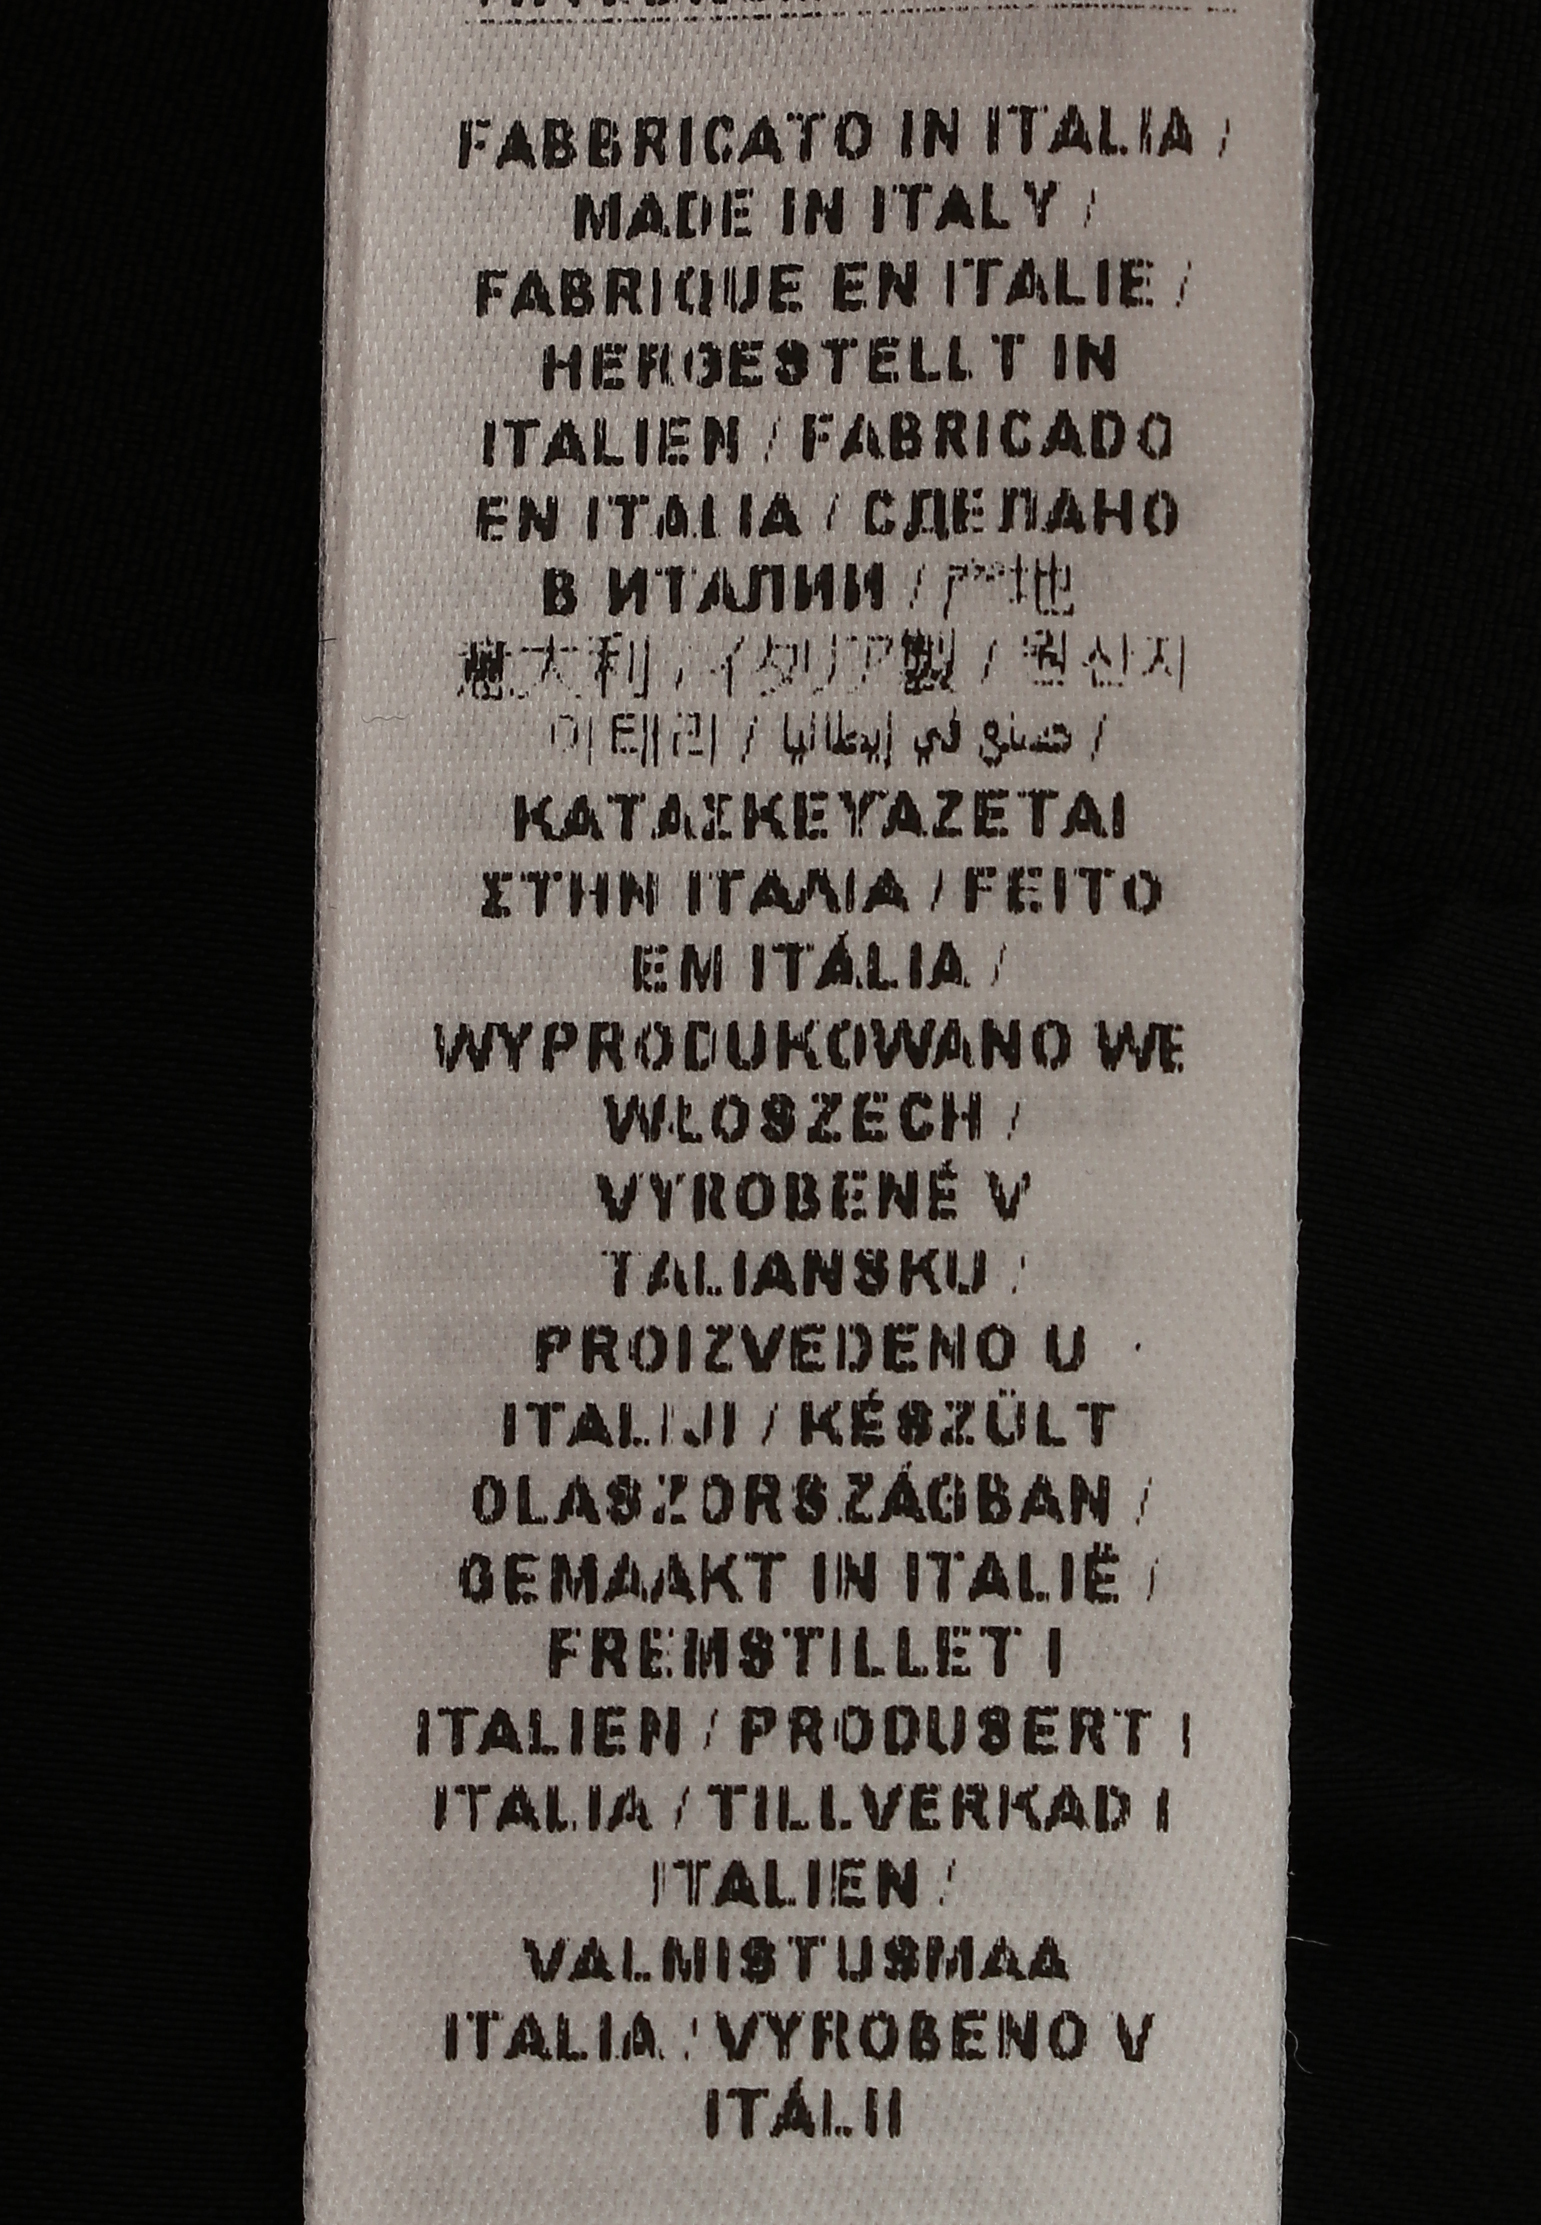 FABBRICATO IN ITALIA /
MADE IN ITALY /
FABRIQUE EN ITALIE /
HERGESTELLT IN
ITALIEN / FABRICADO
EN ITALIA / СДЕЛАНО
В ИТАЛИИ / 产地
意大利 / イタリア製 / 원산지
이태리 / صنع في إيطاليا /
ΚΑΤΑΣΚΕΥΑΖΕΤΑΙ
ΣΤΗΝ ΙΤΑΛΙΑ / FEITO
EM ITÁLIA /
WYPRODUKOWANO WE
WŁOSZECH /
VYROBENÉ V
TALIANSKU /
PROIZVEDENO U
ITALIJI / KÉSZÜLT
OLASZORSZÁGBAN /
GEMAAKT IN ITALIË /
FREMSTILLET I
ITALIEN / PRODUSERT I
ITALIA / TILLVERKAD I
ITALIEN /
VALMISTUSMAA
ITALIA / VYROBENO V
ITÁLII